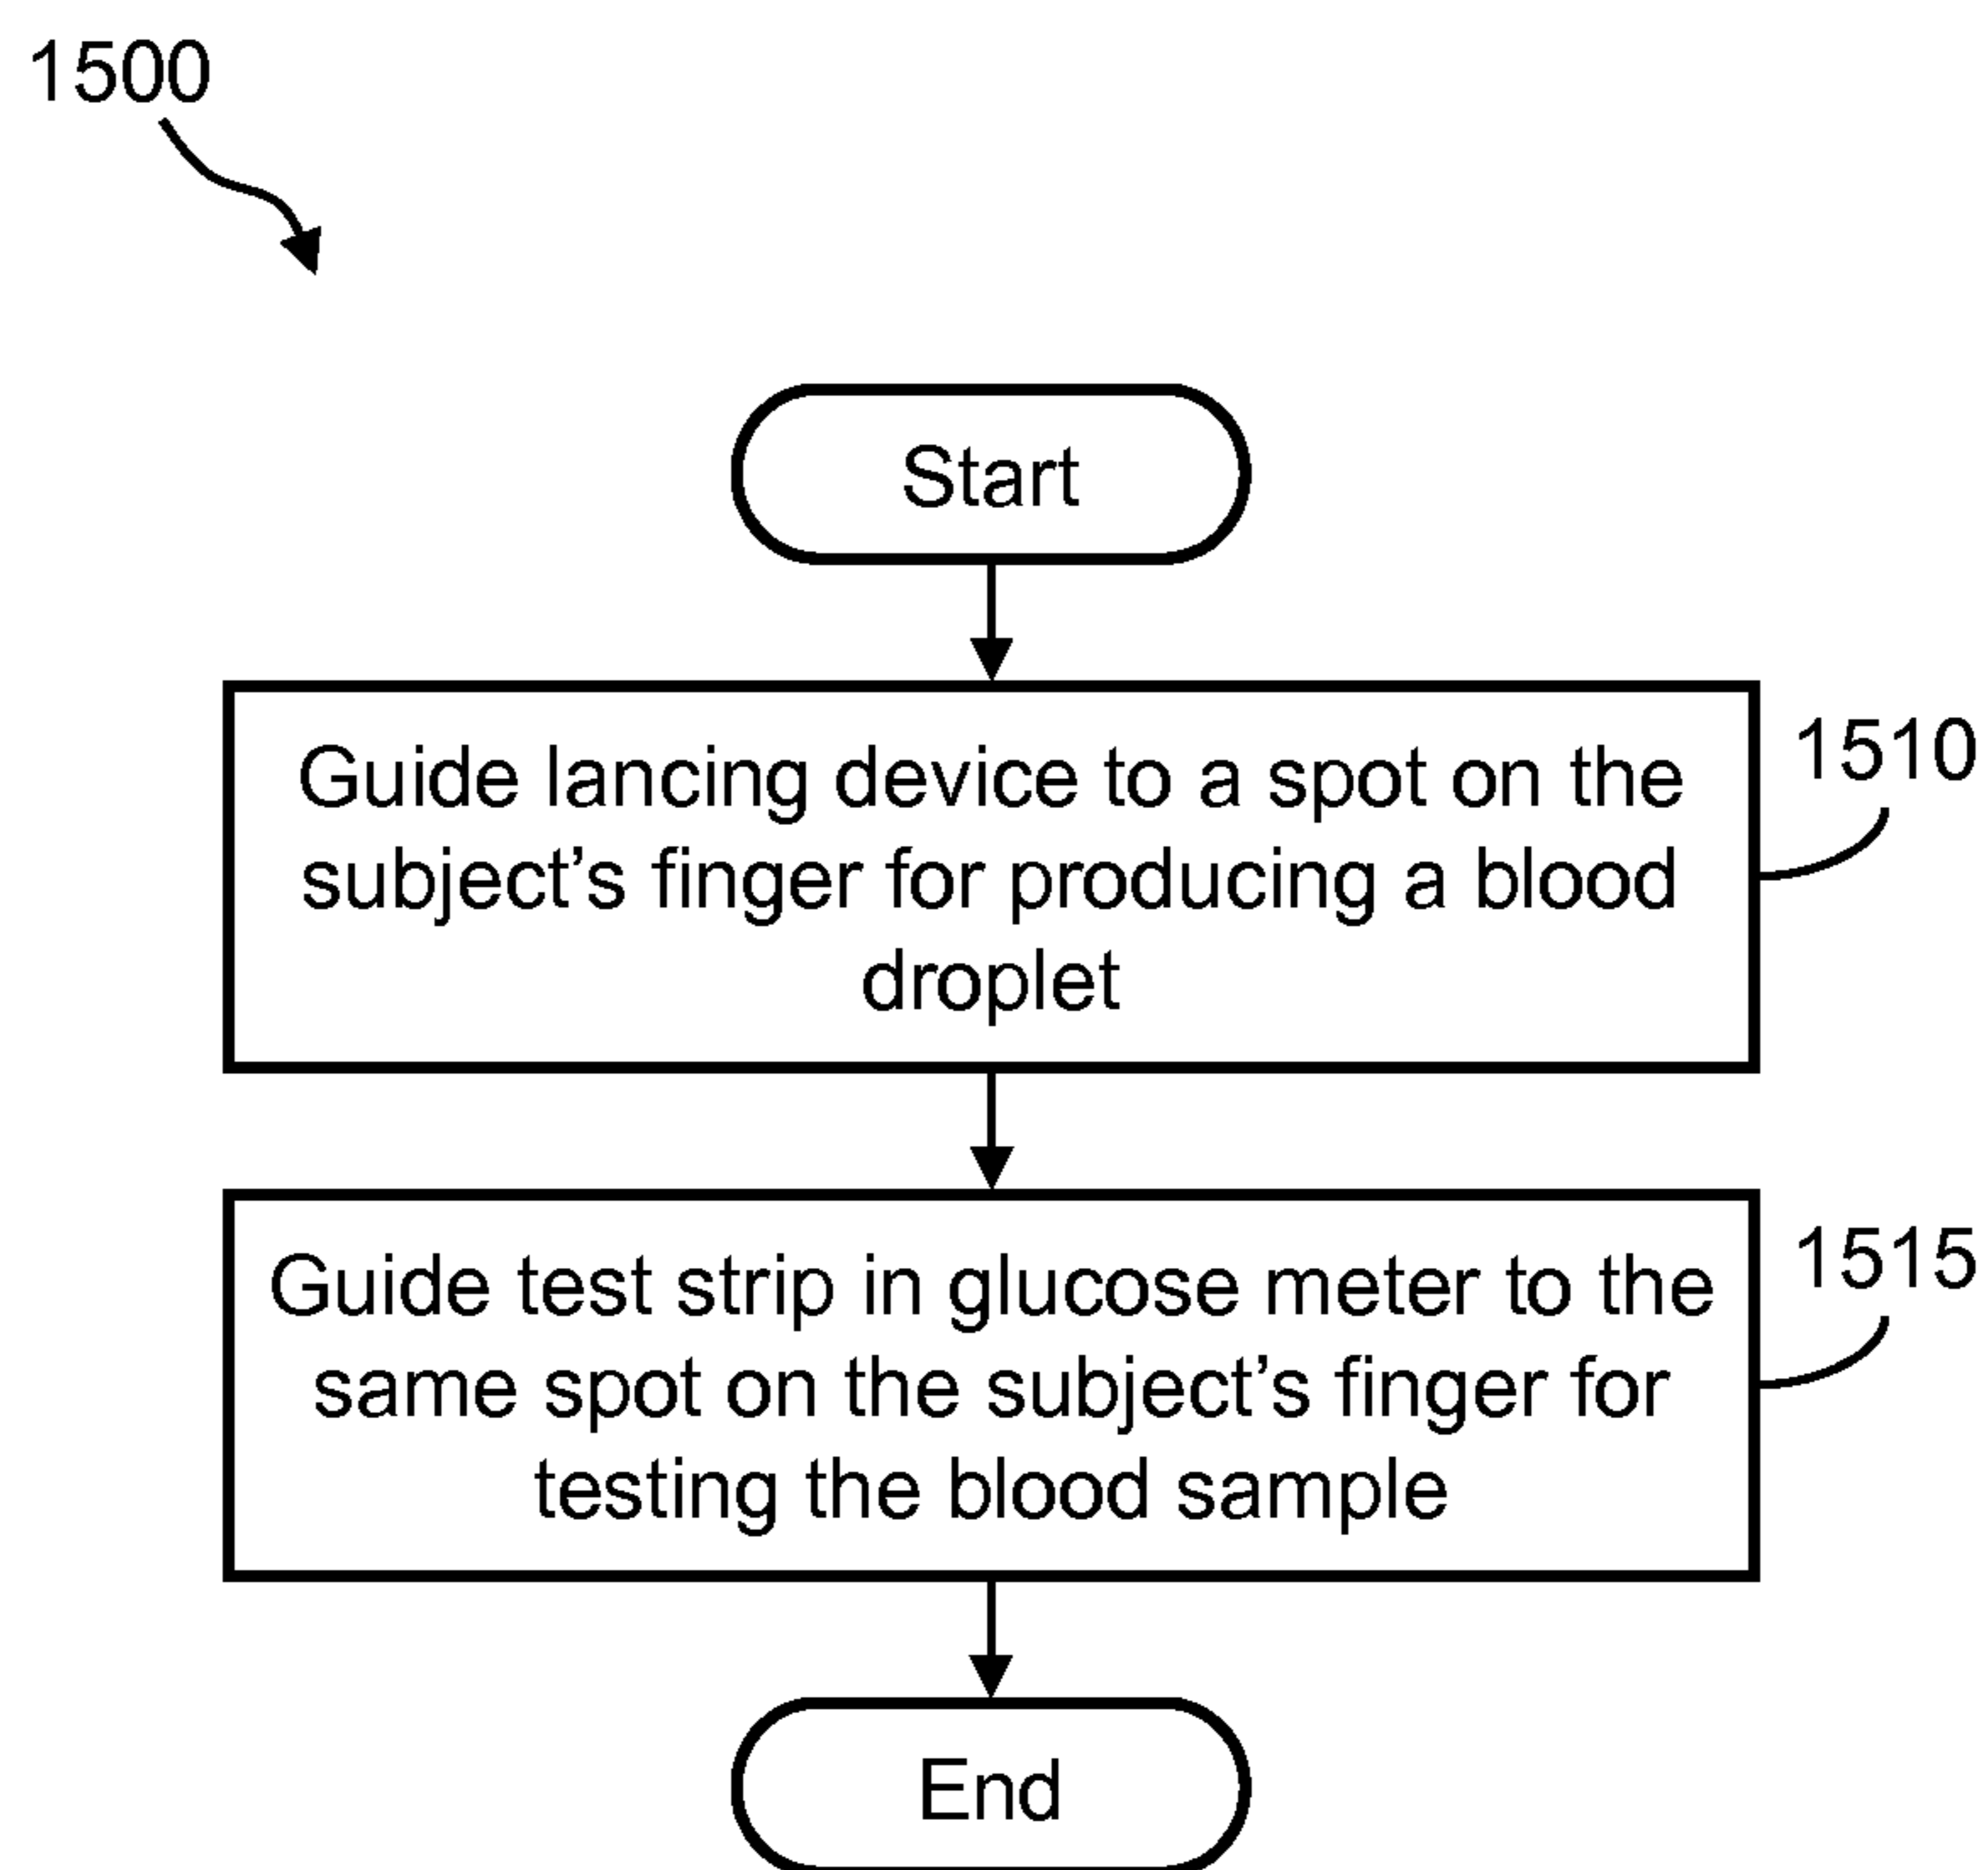 1500
Start
Guide lancing device to a spot on the
subject’s finger for producing a blood
droplet
1510
Guide test strip in glucose meter to the
same spot on the subject’s finger for
testing the blood sample
1515
End